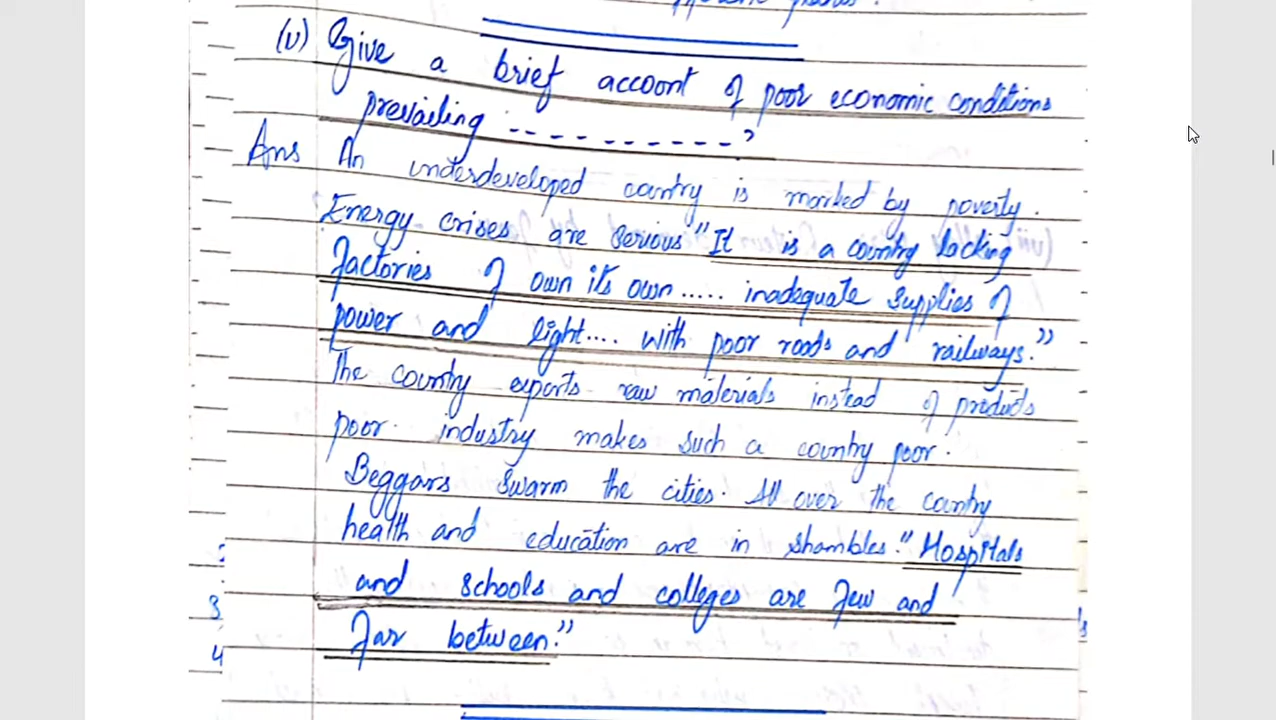 (v) Give a brief account of poor economic conditions
prevailing ----------?
Ans An underdeveloped country is marked by poverty.
Energy crises are serious "It is a country lacking
factories of own its own ..... inadequate supplies of
power and light.... with poor roads and railways."
The country exports raw materials instead of products
poor industry makes such a country poor.
Beggars swarm the cities. All over the country
health and education are in shambles. "Hospitals
and schools and colleges are few and
3
far between."
4